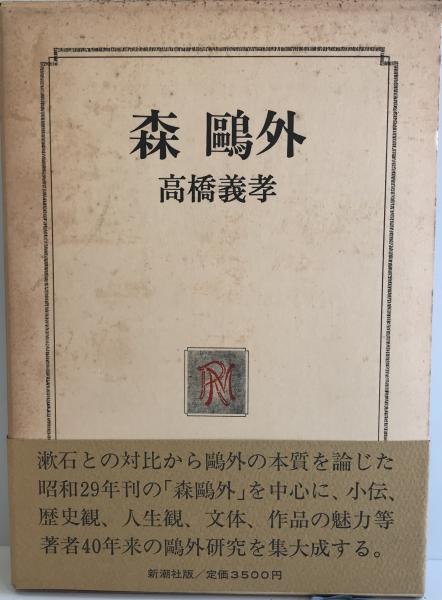 森 鷗外
高橋義孝
漱石との対比から鷗外の本質を論じた
昭和29年刊の「森鷗外」を中心に、小伝、
歴史観、人生観、文体、作品の魅力等
著者40年来の鷗外研究を集大成する。
新潮社版/定価3500円